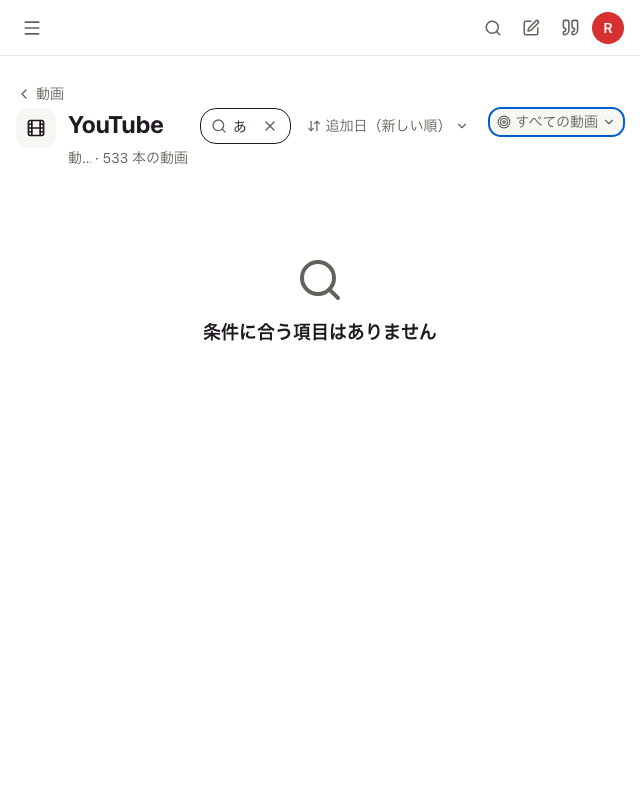 R
動画
YouTube
あ
追加日（新しい順）
すべての動画
動... · 533 本の動画
条件に合う項目はありません